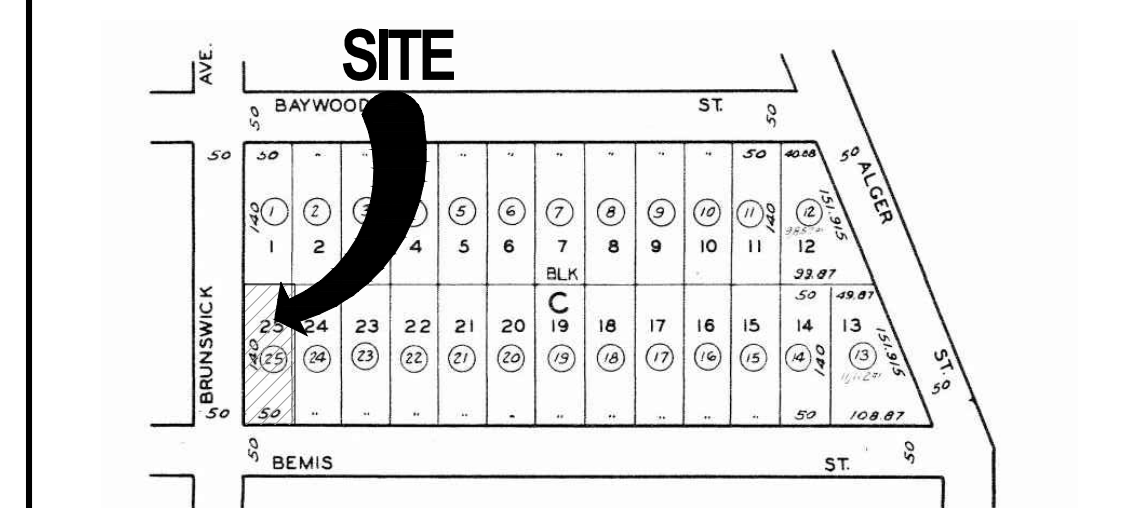 SITE
AVE.
BAYWOOD ST.
50 50
50 50 " " " " " " " " 50 40.88 50
ALGER
140 1 2 3 5 6 7 8 9 10 11 140 12 151.915
1 2 4 5 6 7 8 9 10 11 12
BLK 99.87
C 50 49.87
BRUNSWICK
25 24 23 22 21 20 19 18 17 16 15 14 13
140 25 24 23 22 21 20 19 18 17 16 15 14 140 13 151.915
ST.
50
50 50 " " " " " " " " " " 50 108.87
50 50
BEMIS ST.